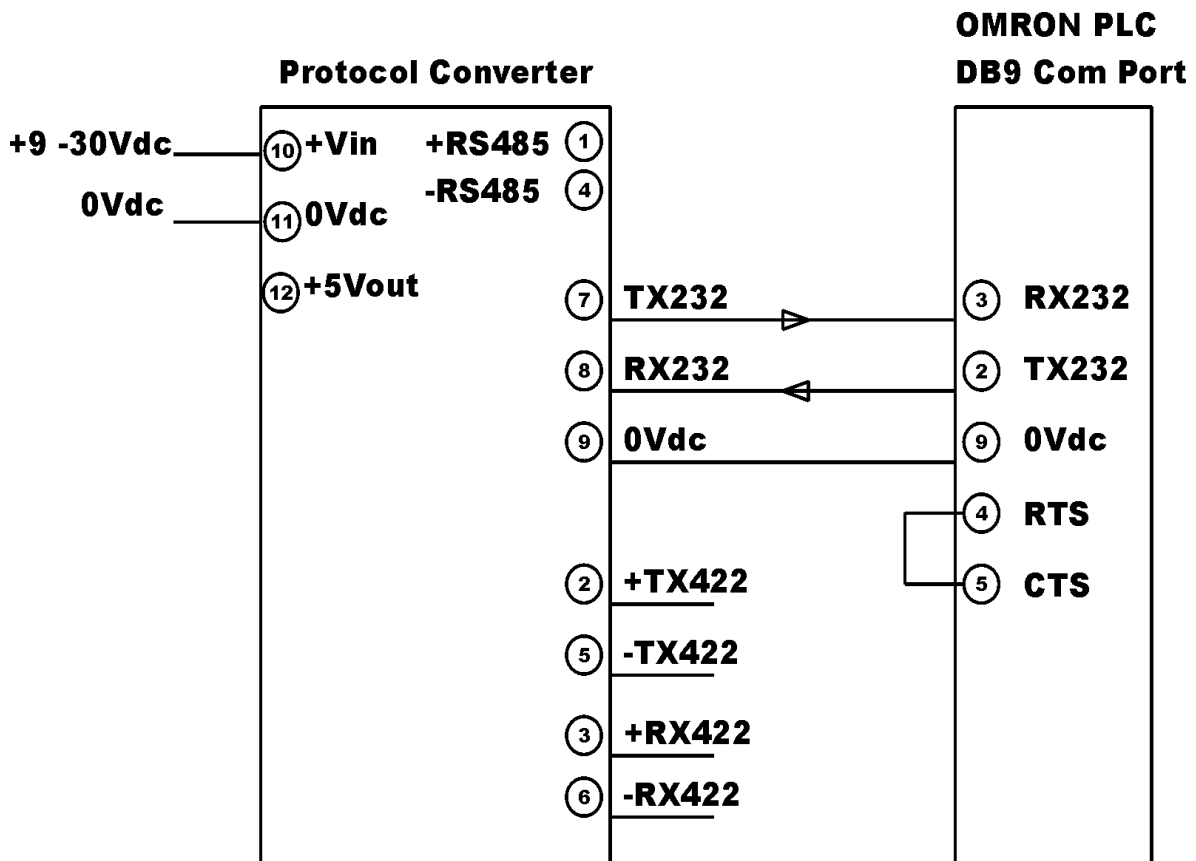 OMRON PLC
DB9 Com Port
Protocol Converter
+9 -30Vdc
10 +Vin
+RS485 1
-RS485 4
0Vdc
11 0Vdc
12 +5Vout
7 TX232
3 RX232
8 RX232
2 TX232
9 0Vdc
9 0Vdc
4 RTS
2 +TX422
5 CTS
5 -TX422
3 +RX422
6 -RX422